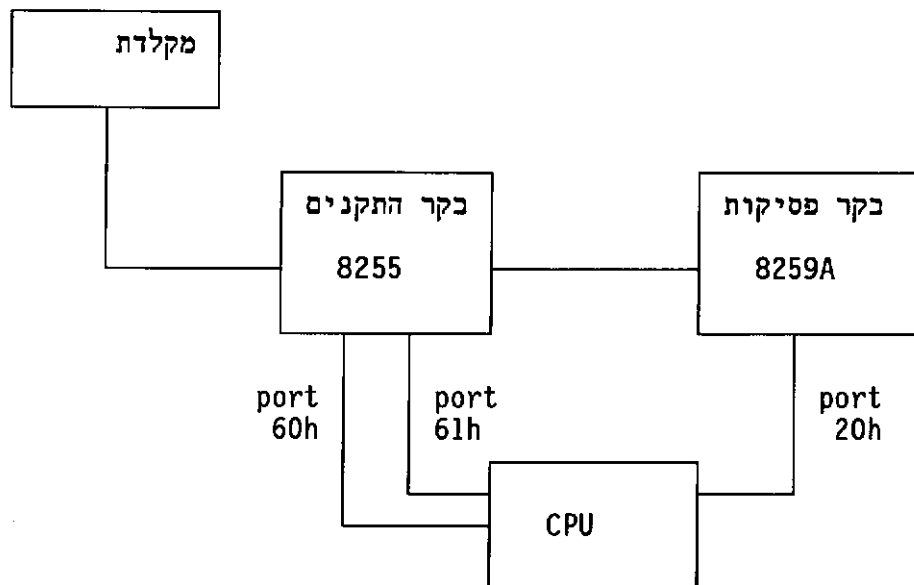 מקלדת
בקר התקנים
8255
בקר פסיקות
8259A
port
60h
port
61h
port
20h
CPU